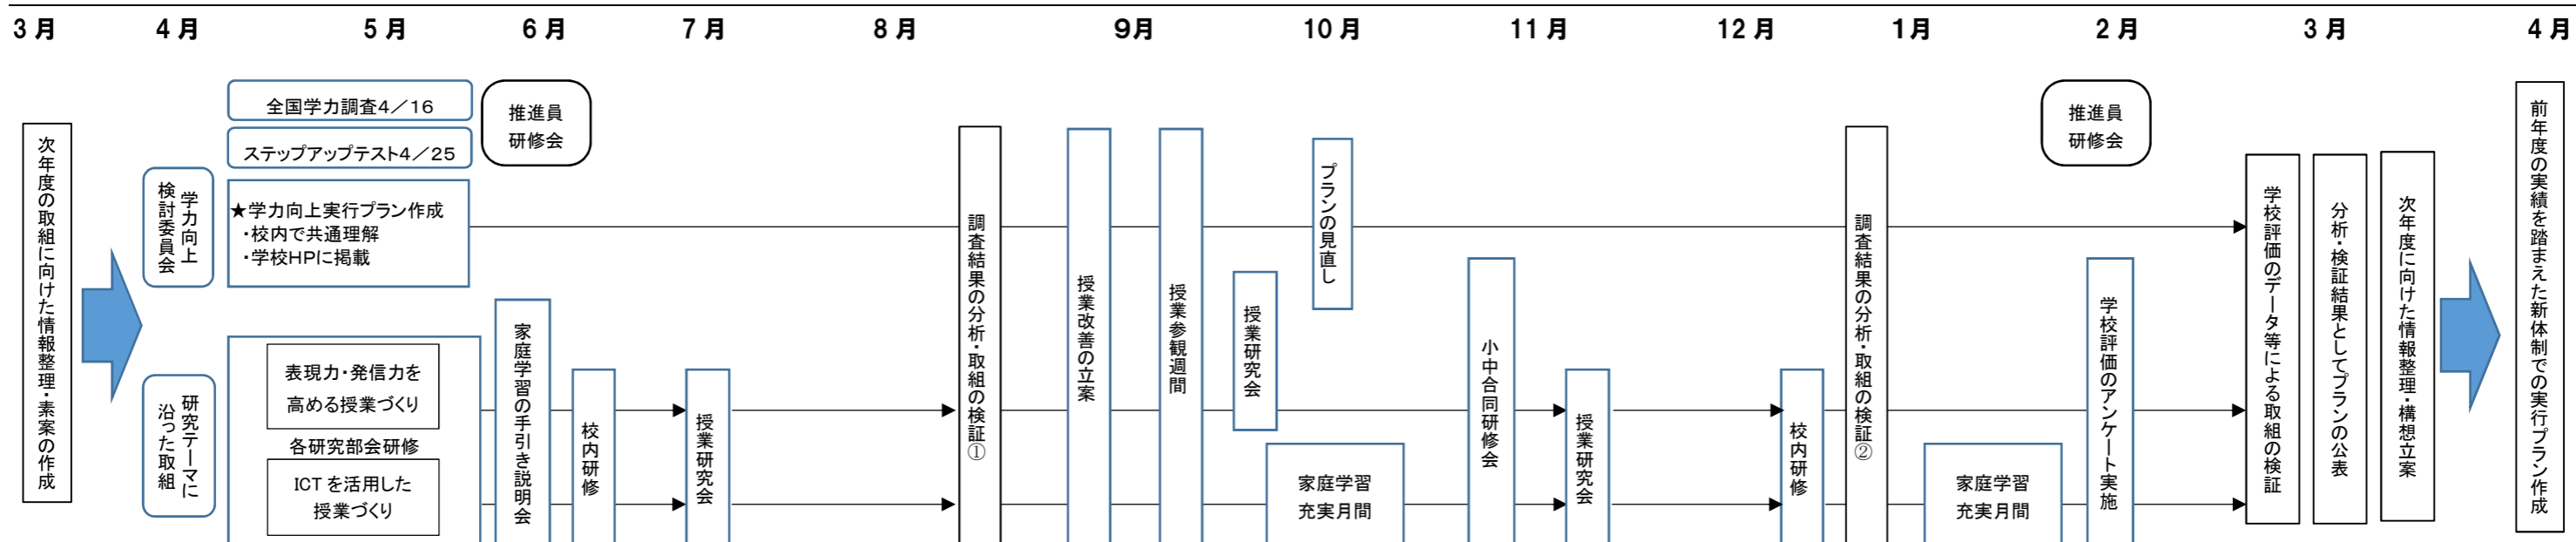 3月 4月 5月 6月 7月 8月 9月 10月 11月 12月 1月 2月 3月 4月
次年度の取組に向けた情報整理・素案の作成
学力向上
検討委員会
研究テーマに
沿った取組
全国学力調査4/16
ステップアップテスト4/25
★学力向上実行プラン作成
・校内で共通理解
・学校HPに掲載
表現力・発信力を
高める授業づくり
各研究部会研修
ICTを活用した
授業づくり
推進員
研修会
家庭学習の手引き説明会
校内研修
授業研究会
調査結果の分析・取組の検証①
授業改善の立案
授業参観週間
授業研究会
プランの見直し
家庭学習
充実月間
小中合同研修会
授業研究会
校内研修
調査結果の分析・取組の検証②
家庭学習
充実月間
推進員
研修会
学校評価のアンケート実施
学校評価のデータ等による取組の検証
分析・検証結果としてプランの公表
次年度に向けた情報整理・構想立案
前年度の実績を踏まえた新体制での実行プラン作成